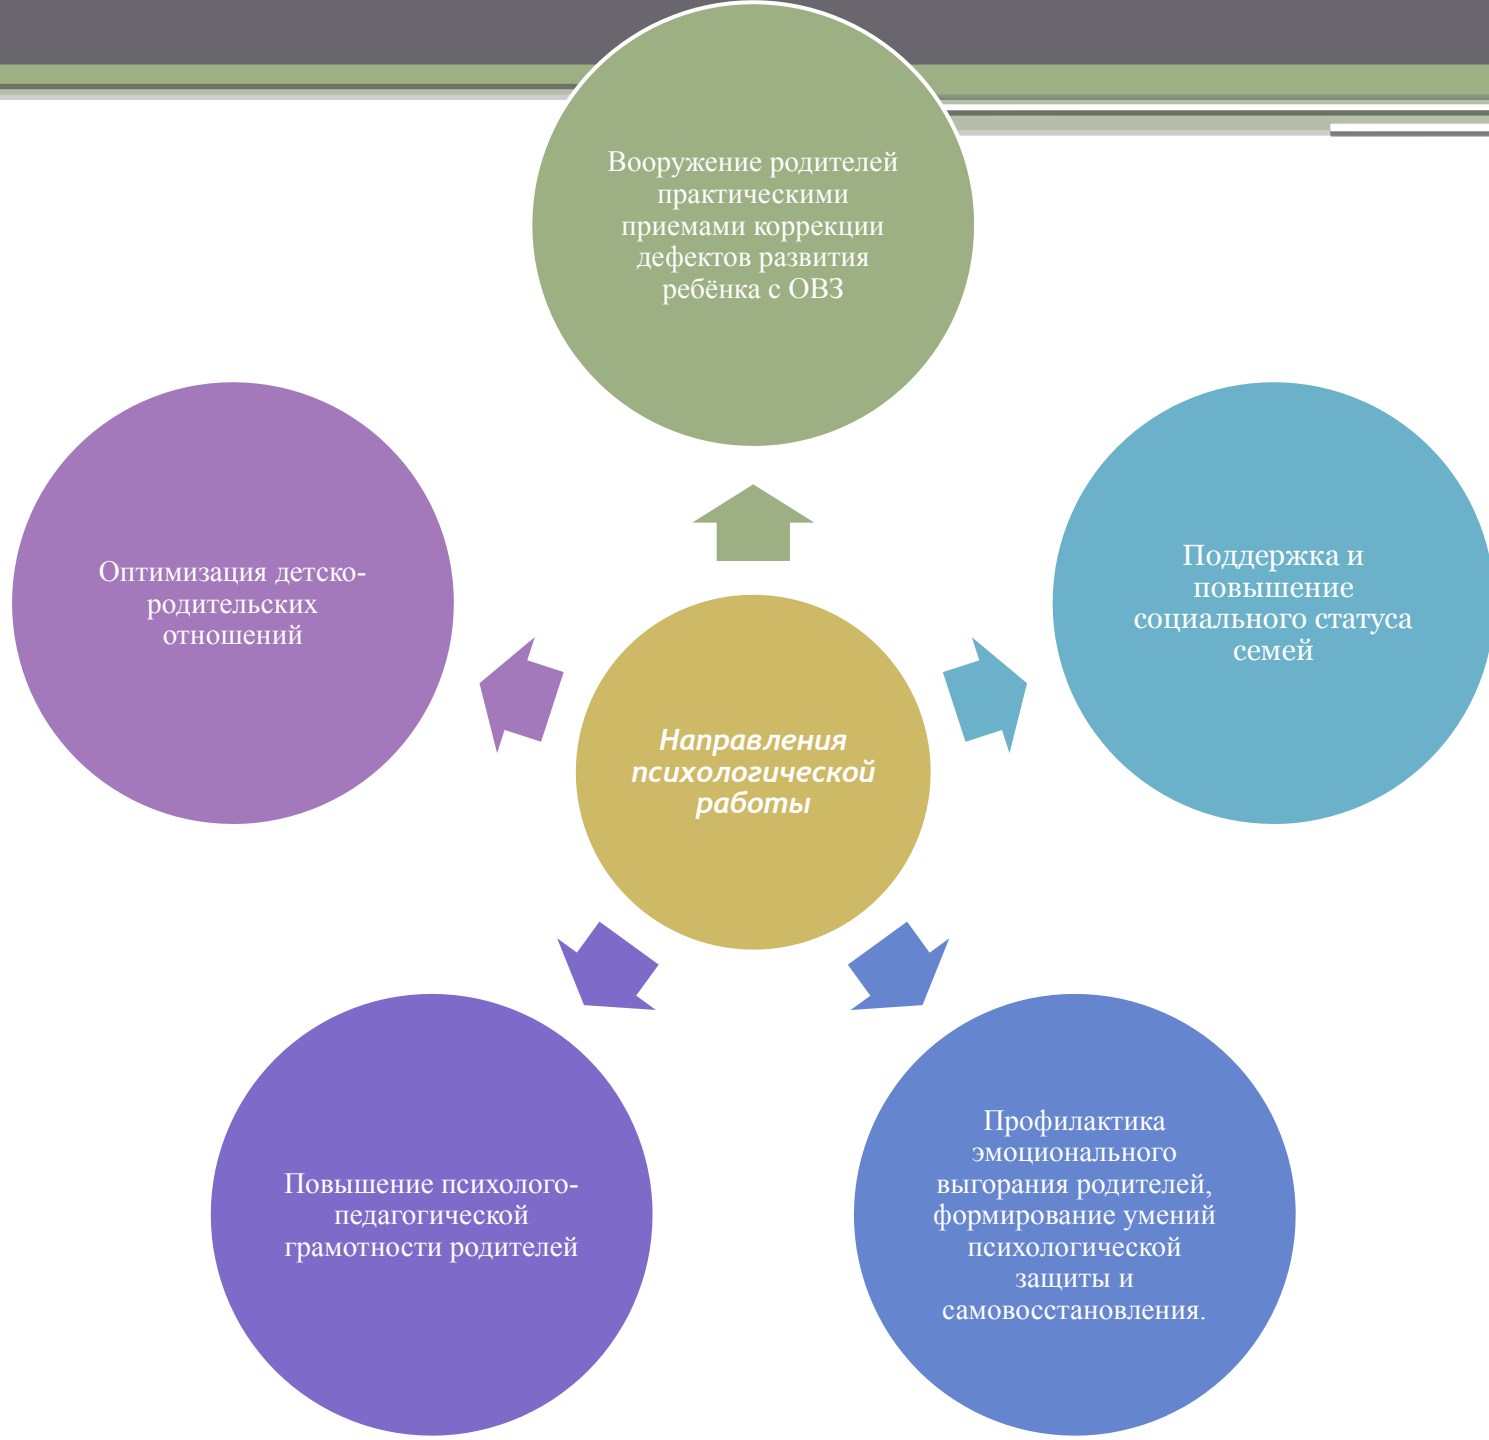 Вооружение родителей
практическими
приемами коррекции
дефектов развития
ребёнка с ОВЗ
Поддержка и
повышение
социального статуса
семей
Оптимизация детско-
родительских
отношений
Направления
психологической
работы
Профилактика
эмоционального
выгорания родителей,
формирование умений
психологической
защиты и
самовосстановления.
Повышение психолого-
педагогической
грамотности родителей